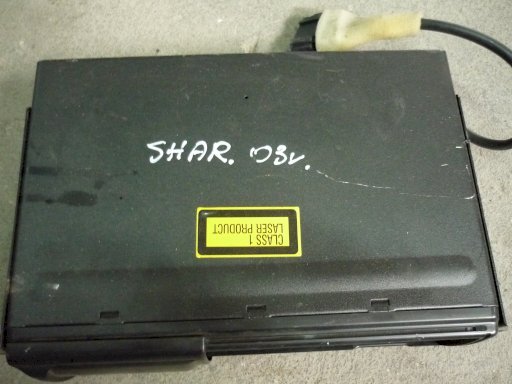 SHAR. 03v.
CLASS 1
LASER PRODUCT